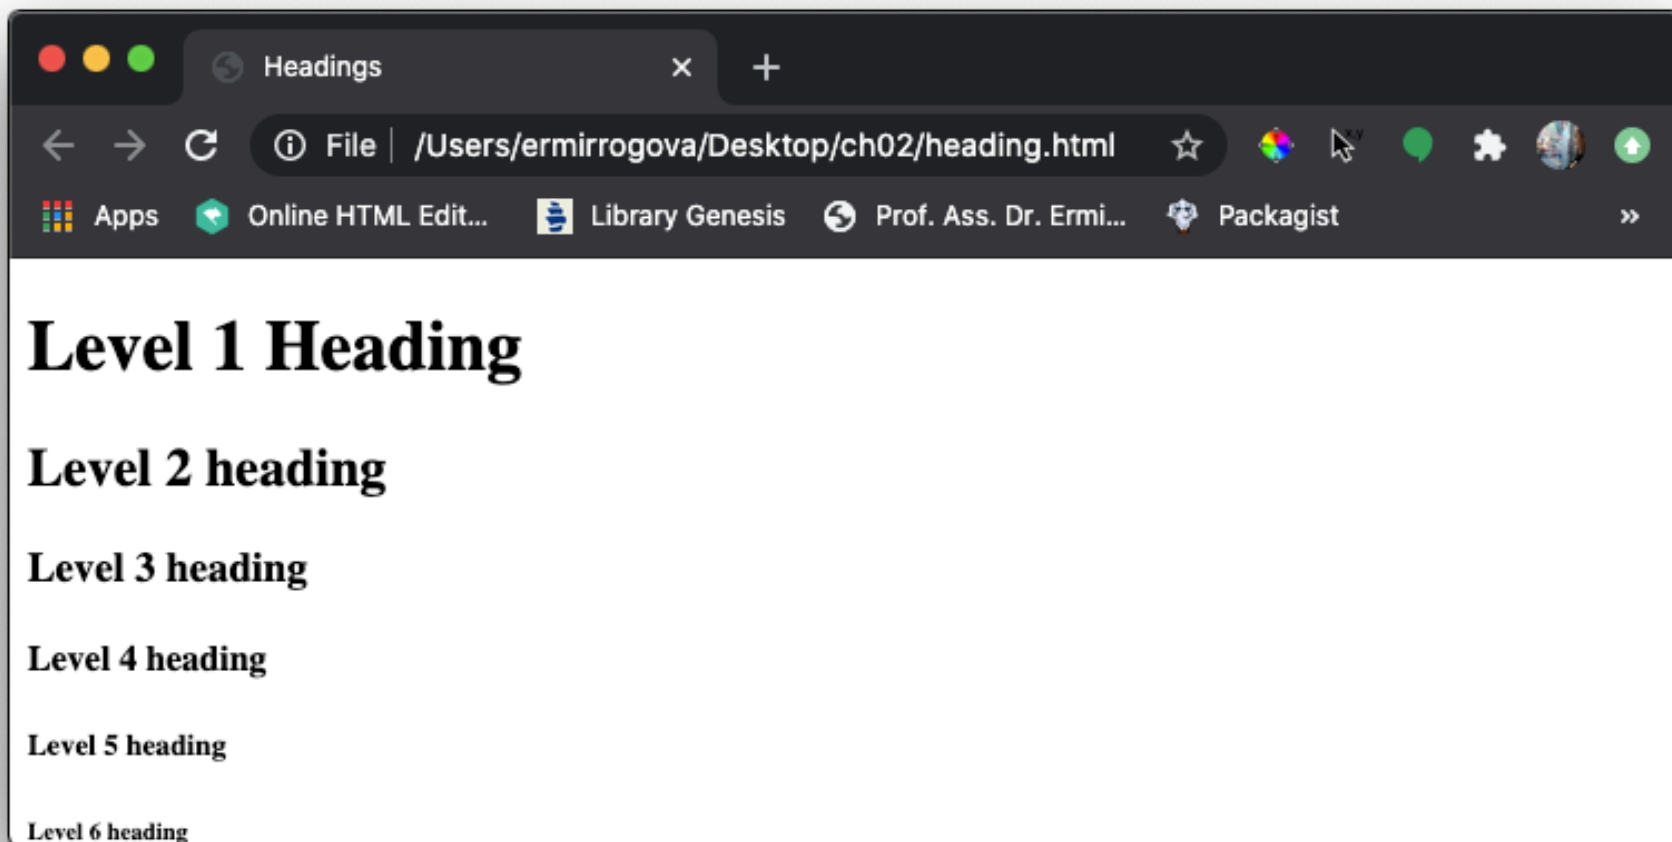 Headings
File /Users/ermirrogova/Desktop/ch02/heading.html
Apps Online HTML Edit... Library Genesis Prof. Ass. Dr. Ermi... Packagist
Level 1 Heading
Level 2 heading
Level 3 heading
Level 4 heading
Level 5 heading
Level 6 heading